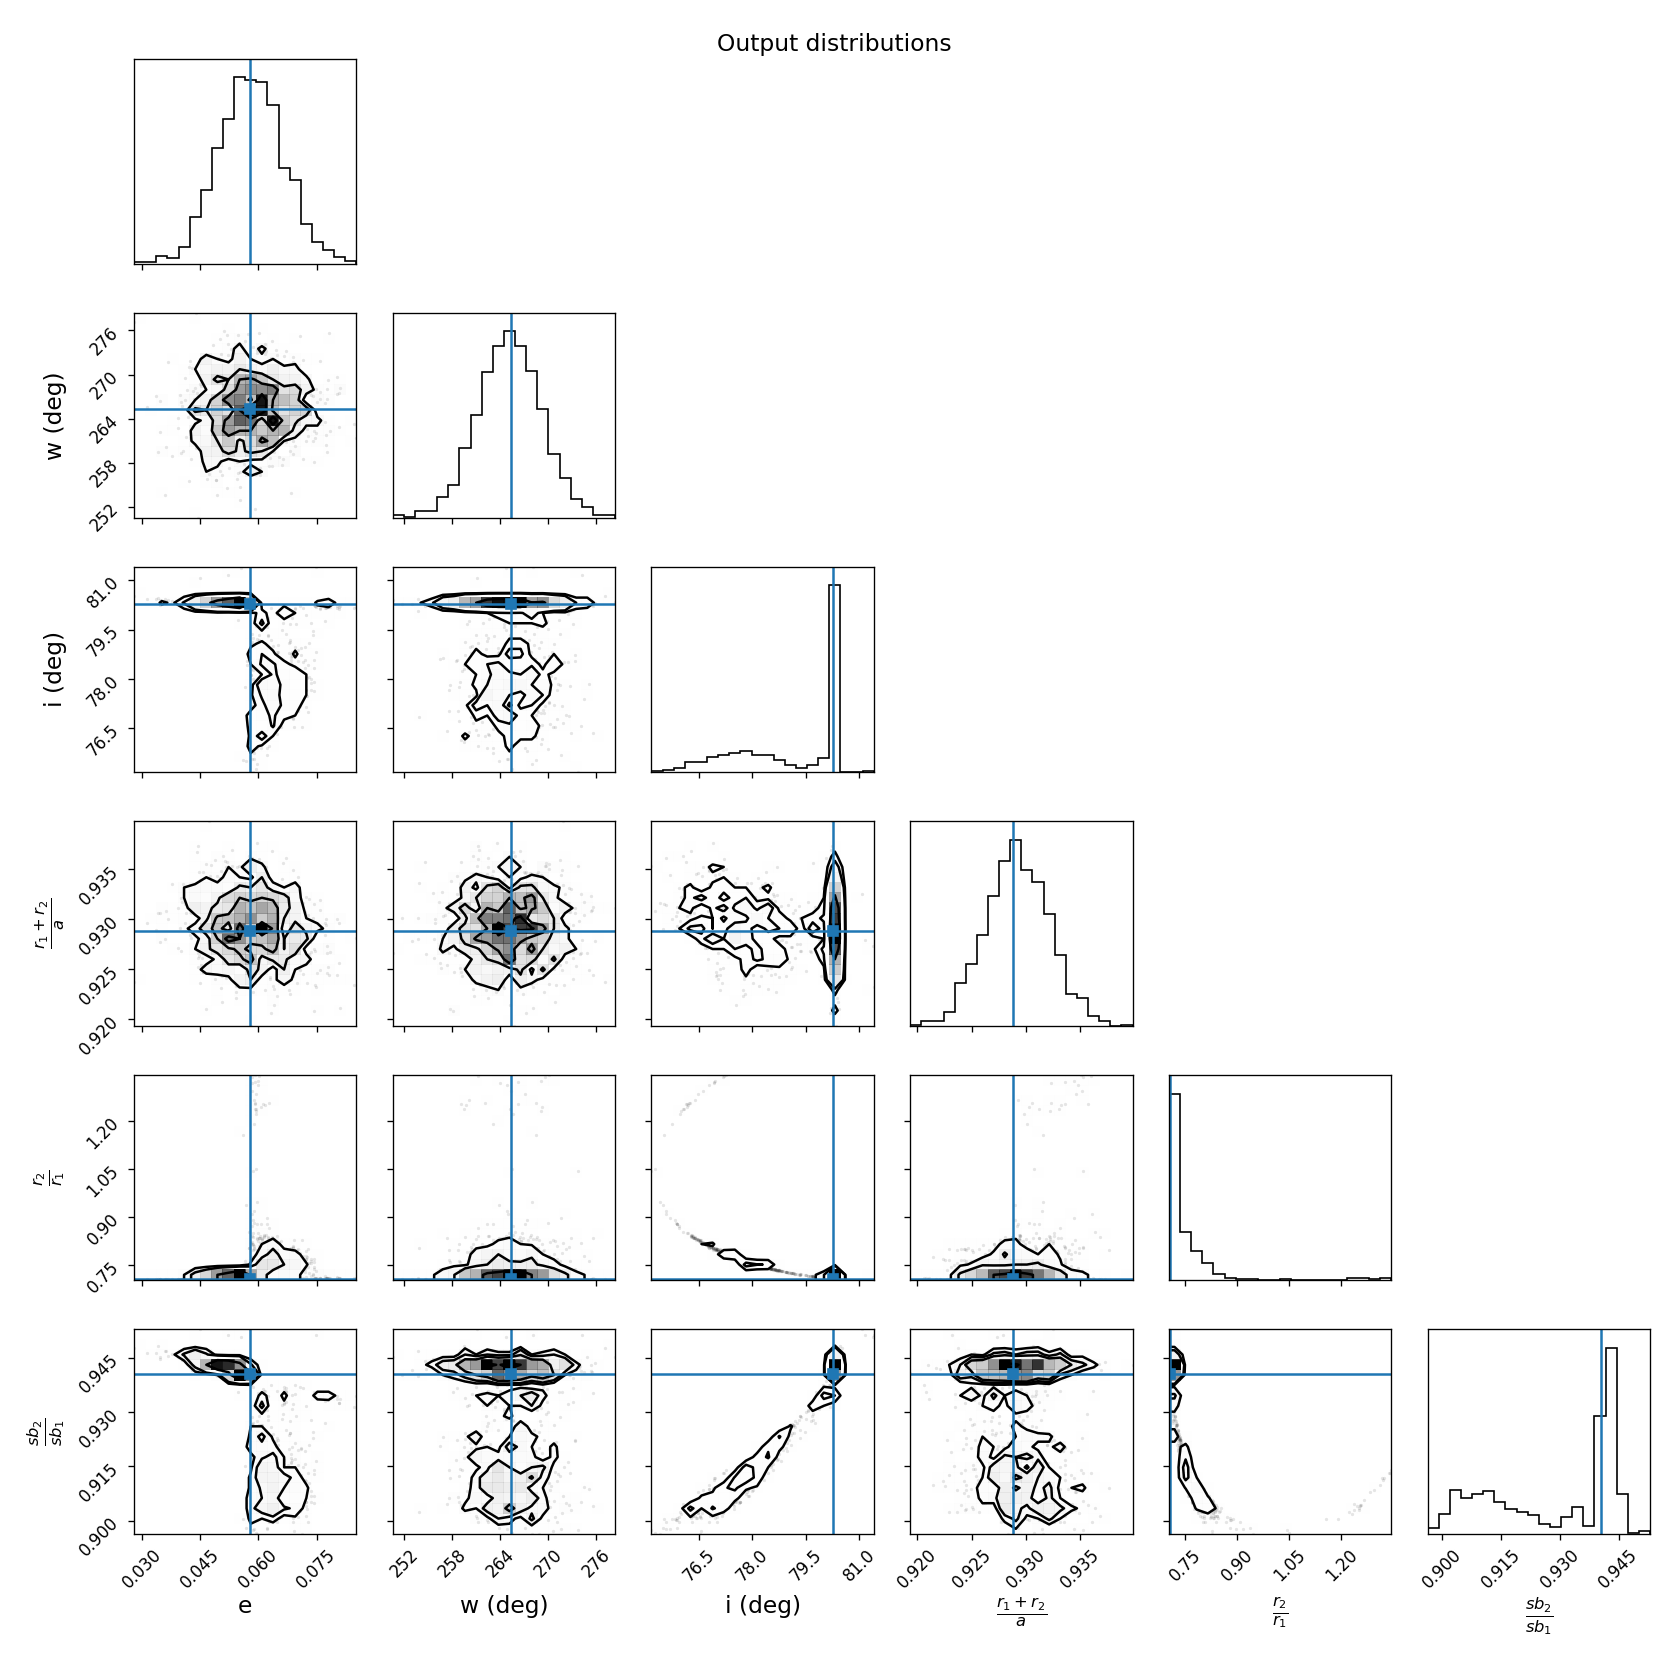 Output distributions
276
270
264
258
252
w (deg)
81.0
79.5
78.0
76.5
i (deg)
0.935
0.930
0.925
0.920
r₁ + r₂
a
1.20
1.05
0.90
0.75
r₂
r₁
0.945
0.930
0.915
0.900
sb₂
sb₁
0.030 0.045 0.060 0.075 252 258 264 270 276 76.5 78.0 79.5 81.0 0.920 0.925 0.930 0.935 0.75 0.90 1.05 1.20 0.900 0.915 0.930 0.945
e w (deg) i (deg) r₁ + r₂ r₂ sb₂
a r₁ sb₁